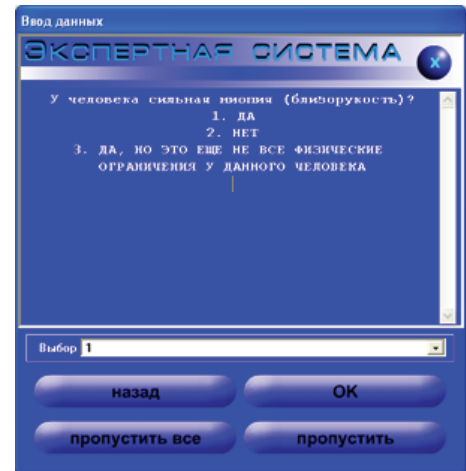 Ввод данных
ЭКСПЕРТНАЯ СИСТЕМА
x
У человека сильная миопия (близорукость)?
1. ДА
2. НЕТ
3. ДА, НО ЭТО ЕЩЕ НЕ ВСЕ ФИЗИЧЕСКИЕ
ОГРАНИЧЕНИЯ У ДАННОГО ЧЕЛОВЕКА
Выбор 1
назад OK
пропустить все пропустить